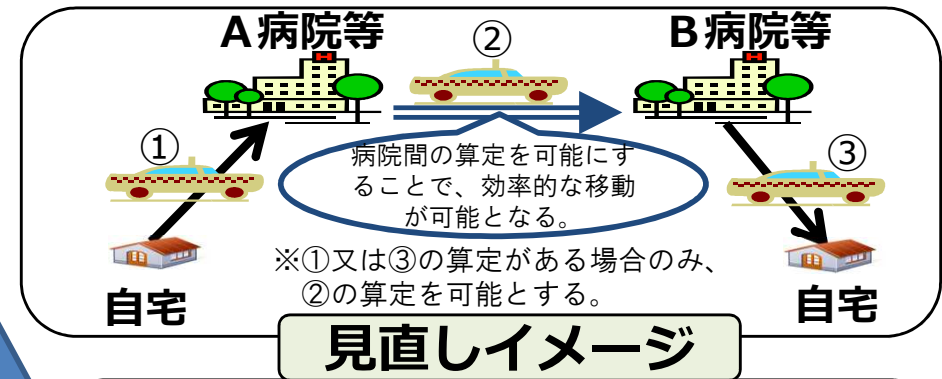 A病院等
②
B病院等
①
③
病院間の算定を可能にす
ることで、効率的な移動
が可能となる。
※①又は③の算定がある場合のみ、
②の算定を可能とする。
自宅
自宅
見直しイメージ